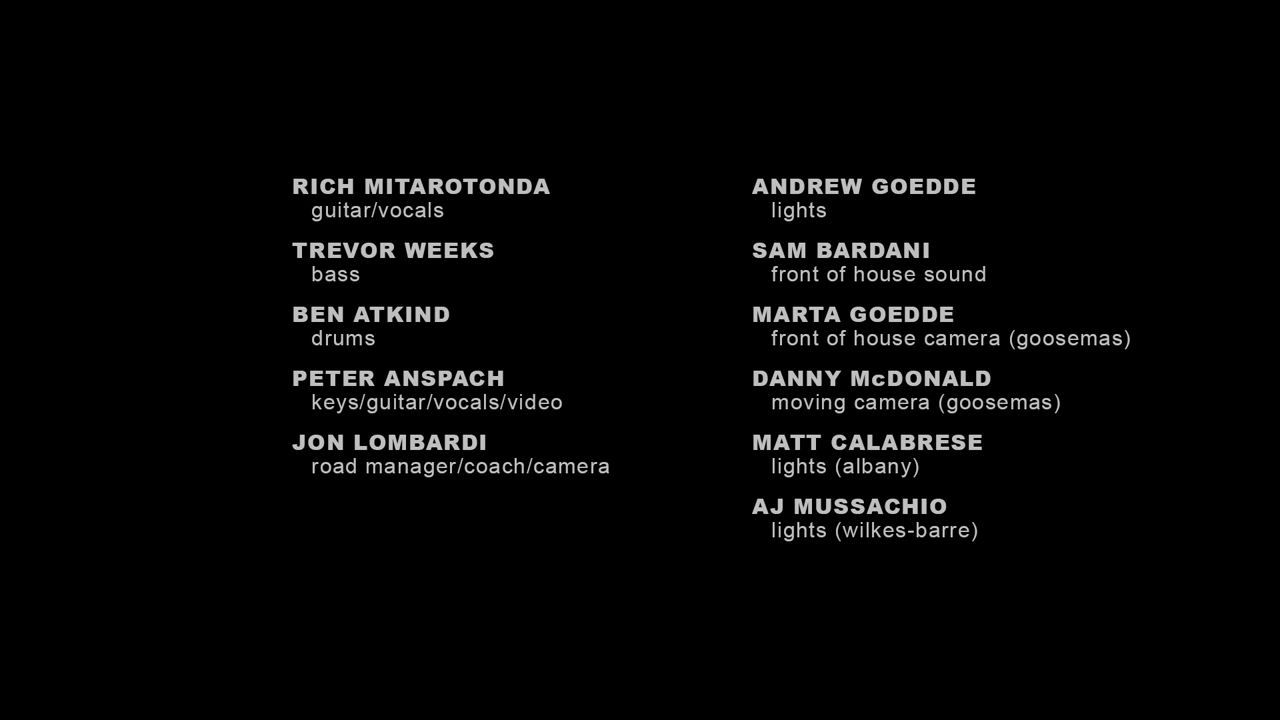 RICH MITAROTONDA
guitar/vocals
TREVOR WEEKS
bass
BEN ATKIND
drums
PETER ANSPACH
keys/guitar/vocals/video
JON LOMBARDI
road manager/coach/camera
ANDREW GOEDDE
lights
SAM BARDANI
front of house sound
MARTA GOEDDE
front of house camera (goosemas)
DANNY McDONALD
moving camera (goosemas)
MATT CALABRESE
lights (albany)
AJ MUSSACHIO
lights (wilkes-barre)